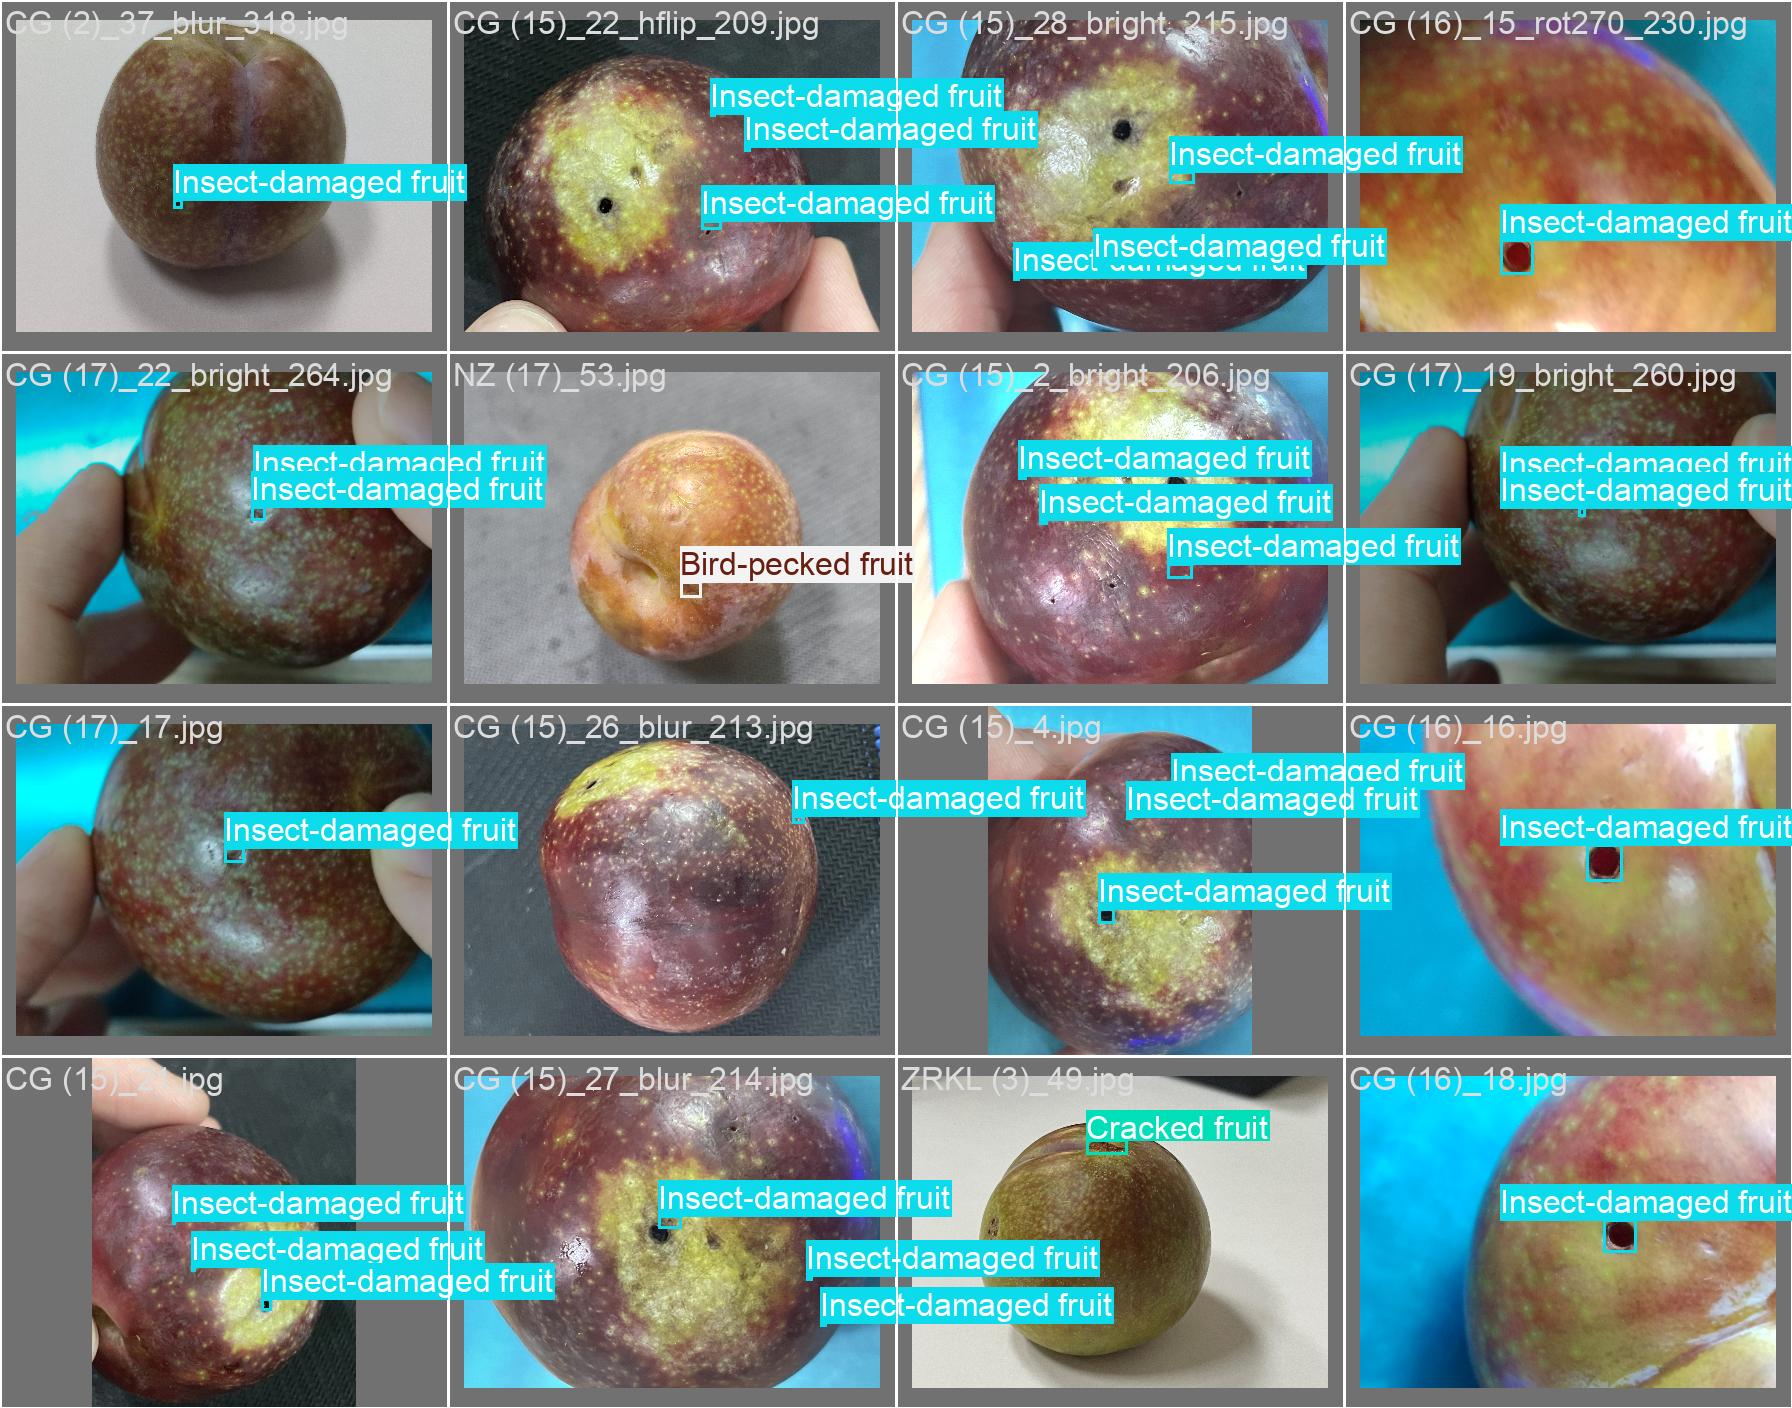 CG (2)_37_blur_318.jpg
Insect-damaged fruit
CG (15)_22_hflip_209.jpg
Insect-damaged fruit
Insect-damaged fruit
Insect-damaged fruit
CG (15)_28_bright_215.jpg
Insect-damaged fruit
Insect-damaged fruit
Insect-damaged fruit
CG (16)_15_rot270_230.jpg
Insect-damaged fruit
CG (17)_22_bright_264.jpg
Insect-damaged fruit
Insect-damaged fruit
NZ (17)_53.jpg
Bird-pecked fruit
CG (15)_2_bright_206.jpg
Insect-damaged fruit
Insect-damaged fruit
Insect-damaged fruit
CG (17)_19_bright_260.jpg
Insect-damaged fruit
Insect-damaged fruit
CG (17)_17.jpg
Insect-damaged fruit
CG (15)_26_blur_213.jpg
Insect-damaged fruit
CG (15)_4.jpg
Insect-damaged fruit
Insect-damaged fruit
Insect-damaged fruit
CG (16)_16.jpg
Insect-damaged fruit
CG (15)_21.jpg
Insect-damaged fruit
Insect-damaged fruit
Insect-damaged fruit
CG (15)_27_blur_214.jpg
Insect-damaged fruit
Insect-damaged fruit
Insect-damaged fruit
ZRKL (3)_49.jpg
Cracked fruit
CG (16)_18.jpg
Insect-damaged fruit